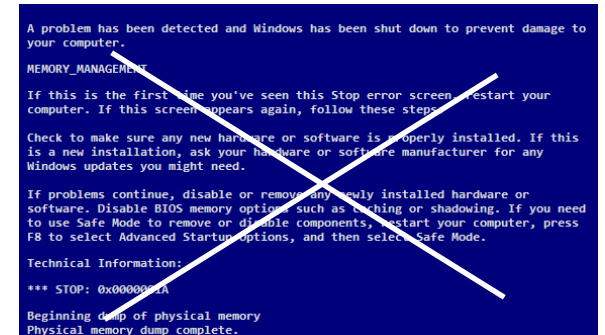 A problem has been detected and Windows has been shut down to prevent damage to
your computer.
MEMORY_MANAGEMENT
If this is the first time you've seen this Stop error screen, restart your
computer. If this screen appears again, follow these steps:
Check to make sure any new hardware or software is properly installed. If this
is a new installation, ask your hardware or software manufacturer for any
Windows updates you might need.
If problems continue, disable or remove any newly installed hardware or
software. Disable BIOS memory options such as caching or shadowing. If you need
to use Safe Mode to remove or disable components, restart your computer, press
F8 to select Advanced Startup Options, and then select Safe Mode.
Technical Information:
*** STOP: 0x0000001A
Beginning dump of physical memory
Physical memory dump complete.